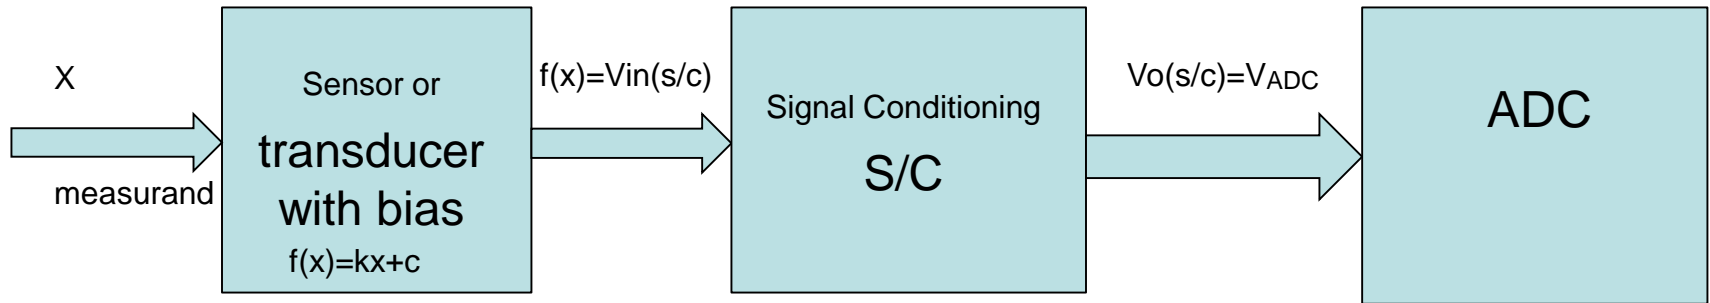 X
measurand
Sensor or
transducer
with bias
f(x)=kx+c
f(x)=Vin(s/c)
Signal Conditioning
S/C
Vo(s/c)=VADC
ADC